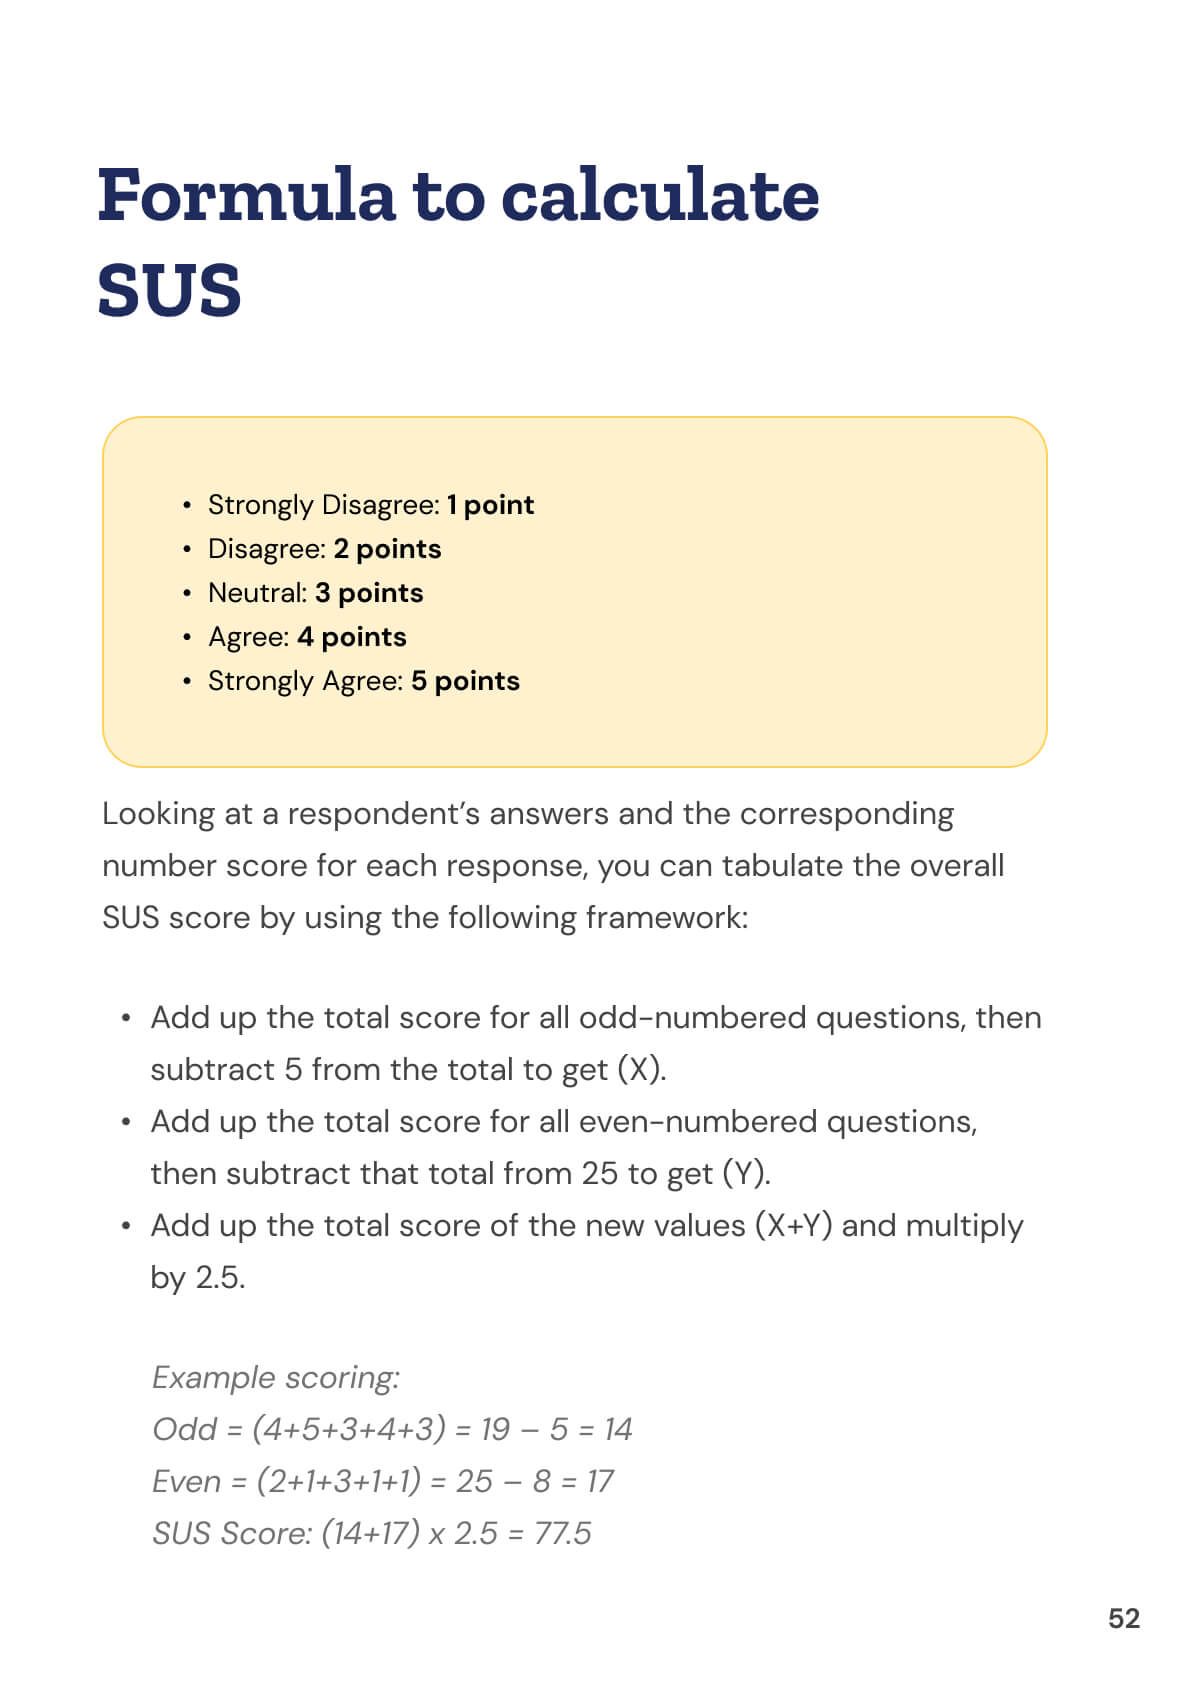 Formula to calculate
SUS
• Strongly Disagree: 1 point
• Disagree: 2 points
• Neutral: 3 points
• Agree: 4 points
• Strongly Agree: 5 points
Looking at a respondent’s answers and the corresponding
number score for each response, you can tabulate the overall
SUS score by using the following framework:
• Add up the total score for all odd-numbered questions, then
subtract 5 from the total to get (X).
• Add up the total score for all even-numbered questions,
then subtract that total from 25 to get (Y).
• Add up the total score of the new values (X+Y) and multiply
by 2.5.
Example scoring:
Odd = (4+5+3+4+3) = 19 – 5 = 14
Even = (2+1+3+1+1) = 25 – 8 = 17
SUS Score: (14+17) x 2.5 = 77.5
52